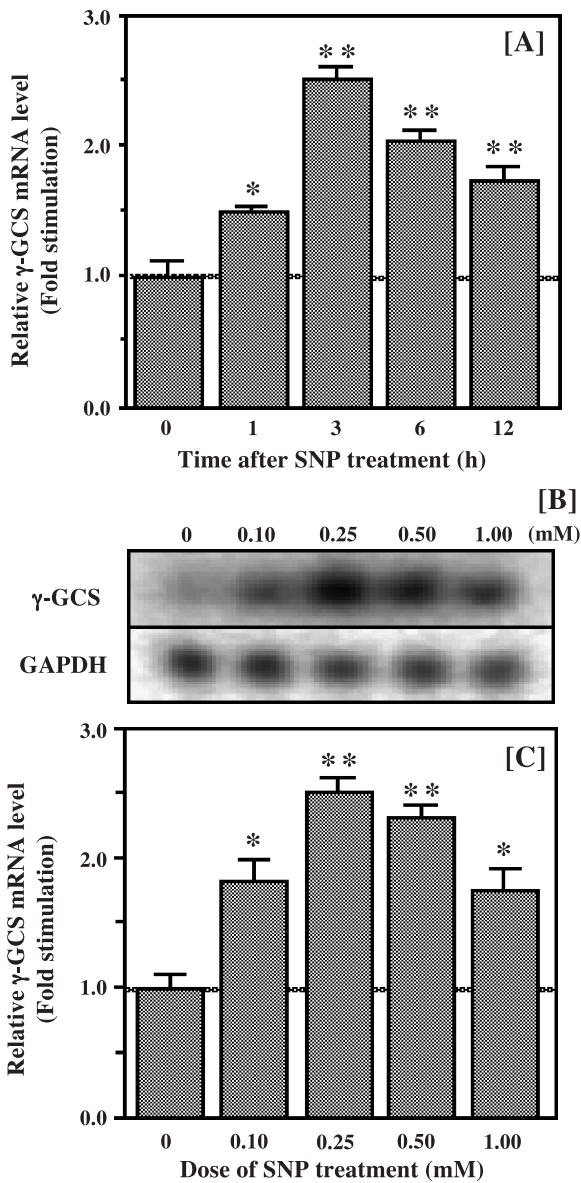 [A]
Relative γ-GCS mRNA level
(Fold stimulation)
3.0
2.5
2.0
1.0
0.0
**
**
**
*
0 1 3 6 12
Time after SNP treatment (h)
[B]
0 0.10 0.25 0.50 1.00 (mM)
γ-GCS
GAPDH
[C]
Relative γ-GCS mRNA level
(Fold stimulation)
3.0
2.0
1.0
0.0
**
**
*
*
0 0.10 0.25 0.50 1.00
Dose of SNP treatment (mM)